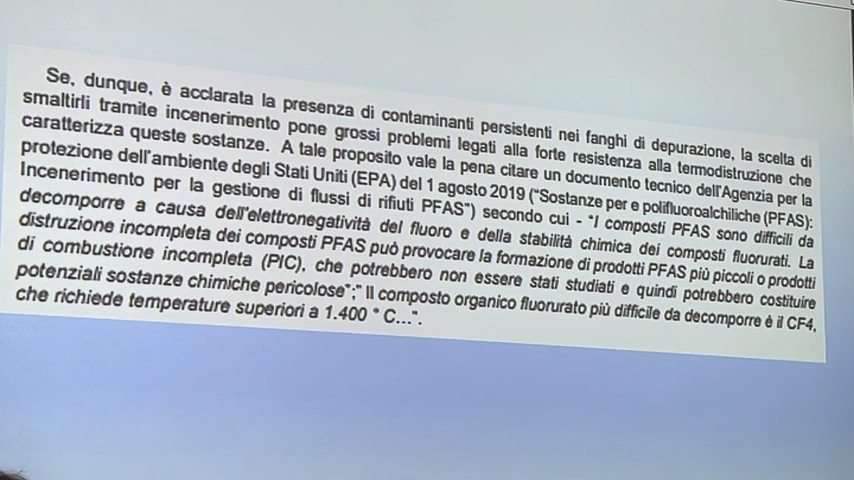 Se, dunque, è acclarata la presenza di contaminanti persistenti nei fanghi di depurazione, la scelta di
smaltirli tramite incenerimento pone grossi problemi legati alla forte resistenza alla termodistruzione che
caratterizza queste sostanze. A tale proposito vale la pena citare un documento tecnico dell'Agenzia per la
protezione dell'ambiente degli Stati Uniti (EPA) del 1 agosto 2019 ("Sostanze per e polifluoroalchiliche (PFAS):
Incenerimento per la gestione di flussi di rifiuti PFAS") secondo cui - "I composti PFAS sono difficili da
decomporre a causa dell'elettronegatività del fluoro e della stabilità chimica dei composti fluorurati. La
distruzione incompleta dei composti PFAS può provocare la formazione di prodotti PFAS più piccoli o prodotti
di combustione incompleta (PIC), che potrebbero non essere stati studiati e quindi potrebbero costituire
potenziali sostanze chimiche pericolose";" Il composto organico fluorurato più difficile da decomporre è il CF4,
che richiede temperature superiori a 1.400 ° C...".